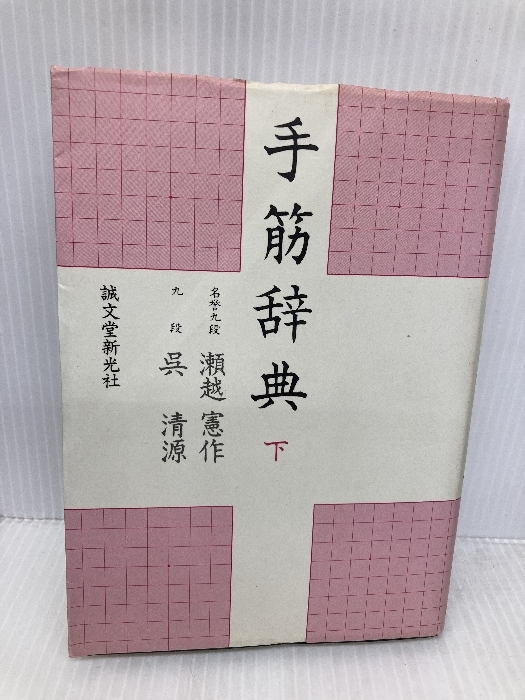 手筋辞典 下
名誉九段 瀬越 憲作
九段 呉 清源
誠文堂新光社